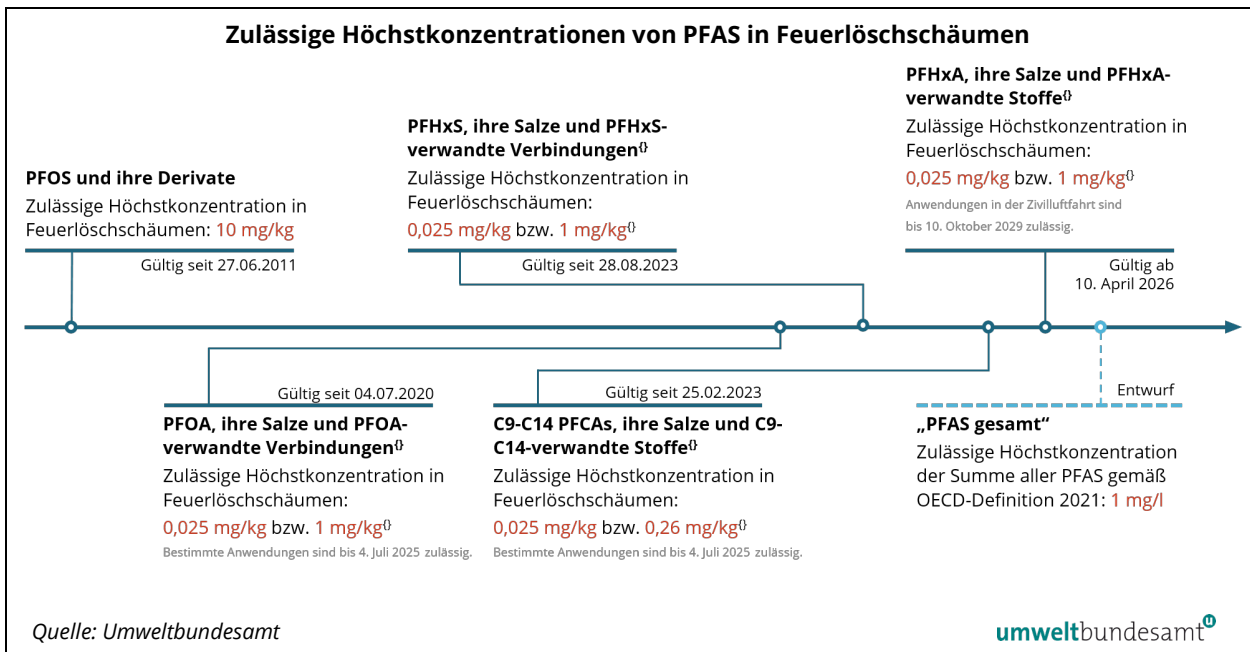 Zulässige Höchstkonzentrationen von PFAS in Feuerlöschschäumen
PFOS und ihre Derivate
Zulässige Höchstkonzentration in
Feuerlöschschäumen: 10 mg/kg
Gültig seit 27.06.2011
PFHxS, ihre Salze und PFHxS-
verwandte Verbindungen{}
Zulässige Höchstkonzentration in
Feuerlöschschäumen:
0,025 mg/kg bzw. 1 mg/kg{}
Gültig seit 28.08.2023
PFHxA, ihre Salze und PFHxA-
verwandte Stoffe{}
Zulässige Höchstkonzentration in
Feuerlöschschäumen:
0,025 mg/kg bzw. 1 mg/kg{}
Anwendungen in der Zivilluftfahrt sind
bis 10. Oktober 2029 zulässig.
Gültig ab
10. April 2026
Gültig seit 04.07.2020
PFOA, ihre Salze und PFOA-
verwandte Verbindungen{}
Zulässige Höchstkonzentration in
Feuerlöschschäumen:
0,025 mg/kg bzw. 1 mg/kg{}
Bestimmte Anwendungen sind bis 4. Juli 2025 zulässig.
Gültig seit 25.02.2023
C9-C14 PFCAs, ihre Salze und C9-
C14-verwandte Stoffe{}
Zulässige Höchstkonzentration in
Feuerlöschschäumen:
0,025 mg/kg bzw. 0,26 mg/kg{}
Bestimmte Anwendungen sind bis 4. Juli 2025 zulässig.
Entwurf
„PFAS gesamt“
Zulässige Höchstkonzentration
der Summe aller PFAS gemäß
OECD-Definition 2021: 1 mg/l
Quelle: Umweltbundesamt
umweltbundesamt u